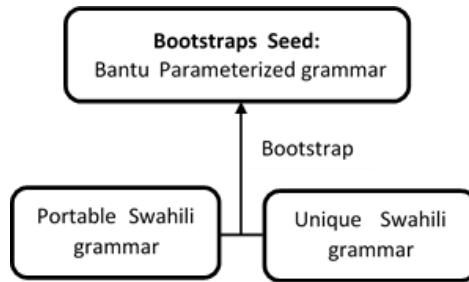 Bootstraps Seed:
Bantu Parameterized grammar
Bootstrap
Portable Swahili
grammar
Unique Swahili
grammar